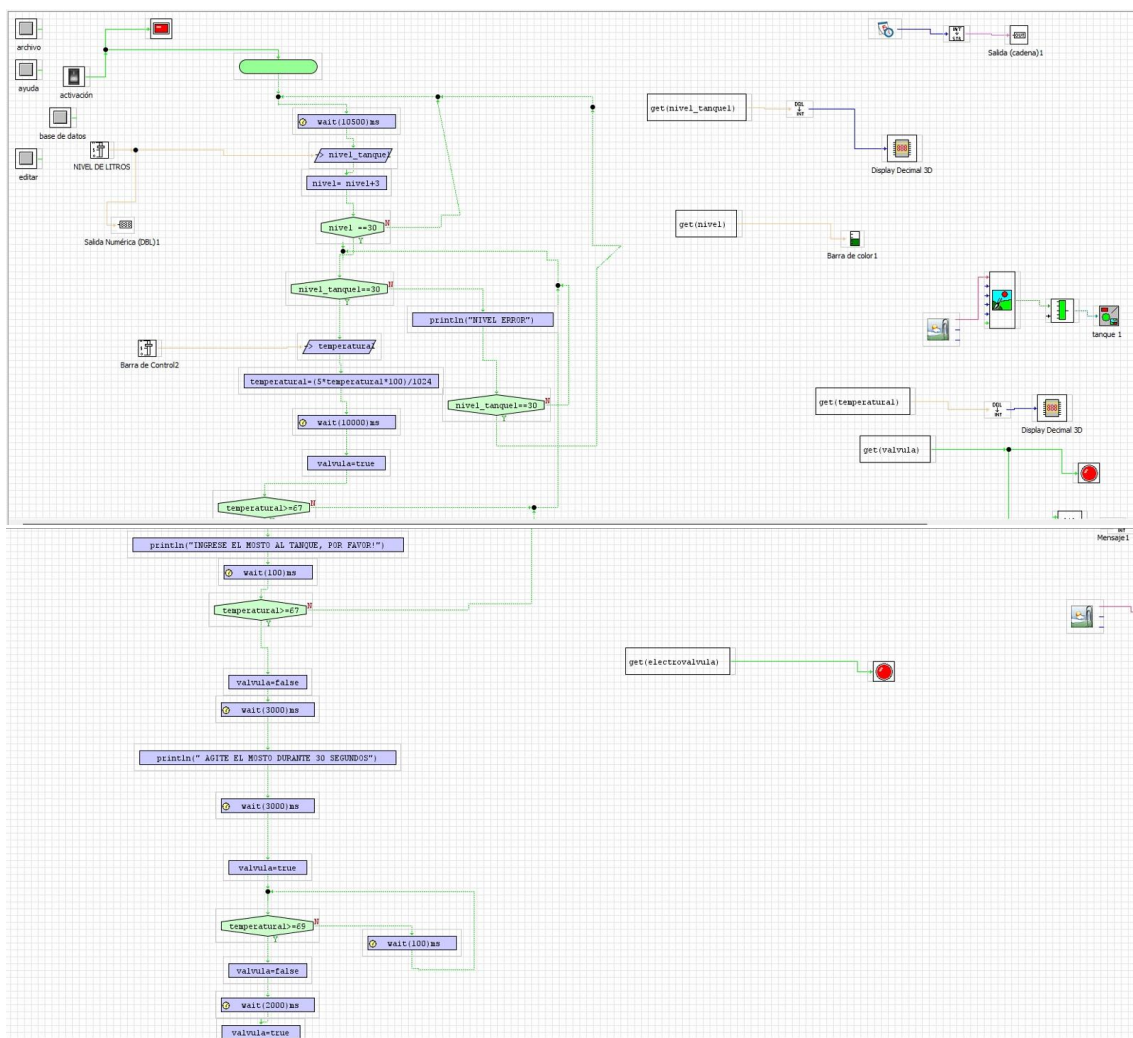 archivo
ayuda
activación
base de datos
NIVEL DE LITROS
editar
Salida Numérica (DBL)1
Barra de Control2
wait(10500)ms
-> nivel_tanque1
nivel= nivel+3
nivel ==30
N
Y
nivel_tanque1==30
N
Y
println("NIVEL ERROR")
-> temperatura1
temperatura1=(5*temperatura1*100)/1024
nivel_tanque1==30
N
Y
wait(10000)ms
valvula=true
temperatura1>=67
N
INT
STR
Salida (cadena)1
get(nivel_tanque1)
DBL
INT
Display Decimal 3D
get(nivel)
Barra de color1
tanque 1
get(temperatura1)
DBL
INT
Display Decimal 3D
get(valvula)
Mensaje1
println("INGRESE EL MOSTO AL TANQUE, POR FAVOR!")
wait(100)ms
temperatura1>=67
N
Y
get(electrovalvula)
valvula=false
wait(3000)ms
println(" AGITE EL MOSTO DURANTE 30 SEGUNDOS")
wait(3000)ms
valvula=true
temperatura1>=69
N
Y
wait(100)ms
valvula=false
wait(2000)ms
valvula=true